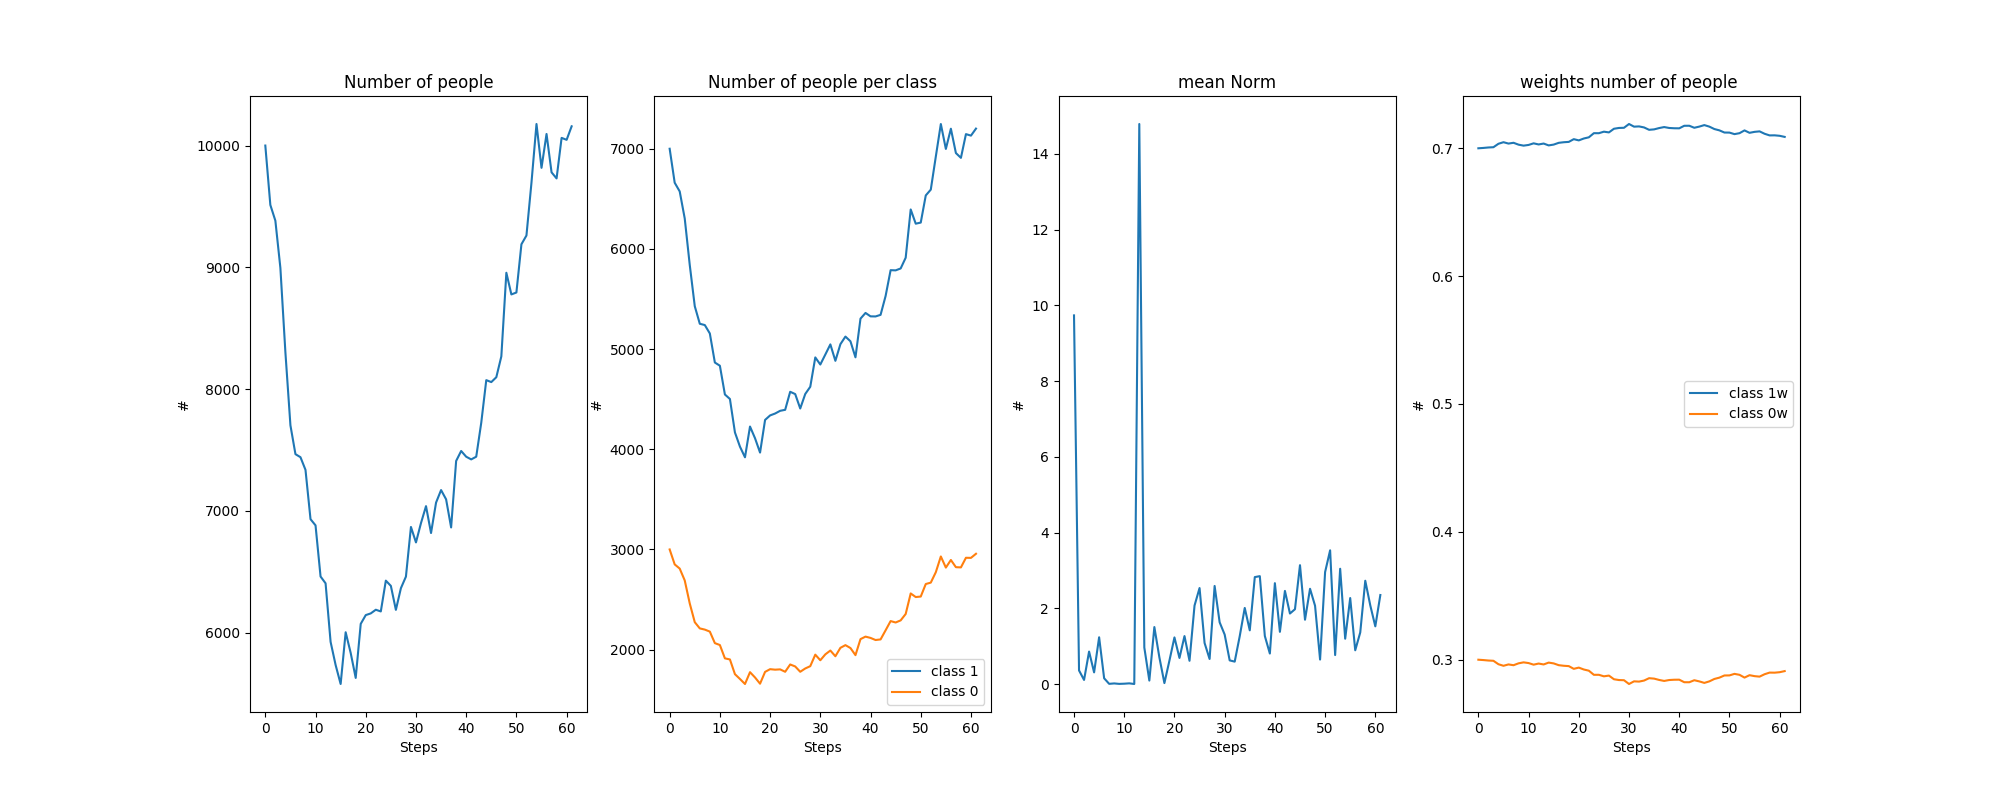 Number of people
10000
9000
8000
7000
6000
#
0 10 20 30 40 50 60
Steps
Number of people per class
7000
6000
5000
4000
3000
2000
#
class 1
class 0
0 10 20 30 40 50 60
Steps
mean Norm
14
12
10
8
6
4
2
0
#
0 10 20 30 40 50 60
Steps
weights number of people
0.7
0.6
0.5
0.4
0.3
#
class 1w
class 0w
0 10 20 30 40 50 60
Steps